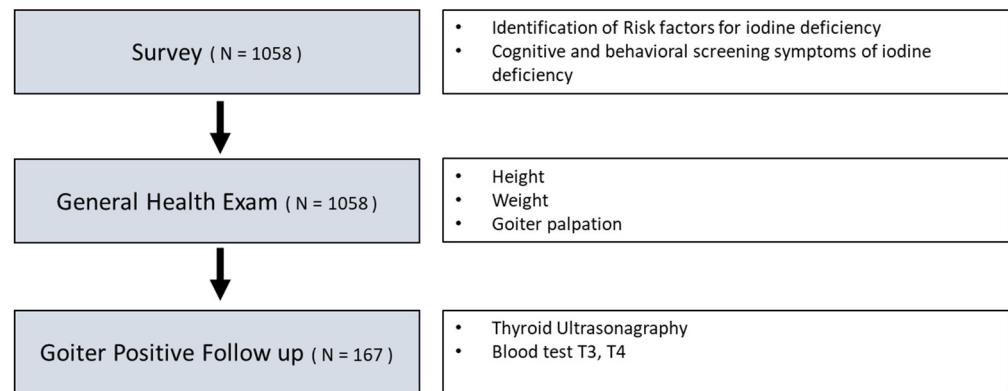 Survey ( N = 1058 )
• Identification of Risk factors for iodine deficiency
• Cognitive and behavioral screening symptoms of iodine
deficiency
General Health Exam ( N = 1058 )
• Height
• Weight
• Goiter palpation
Goiter Positive Follow up ( N = 167 )
• Thyroid Ultrasonagraphy
• Blood test T3, T4